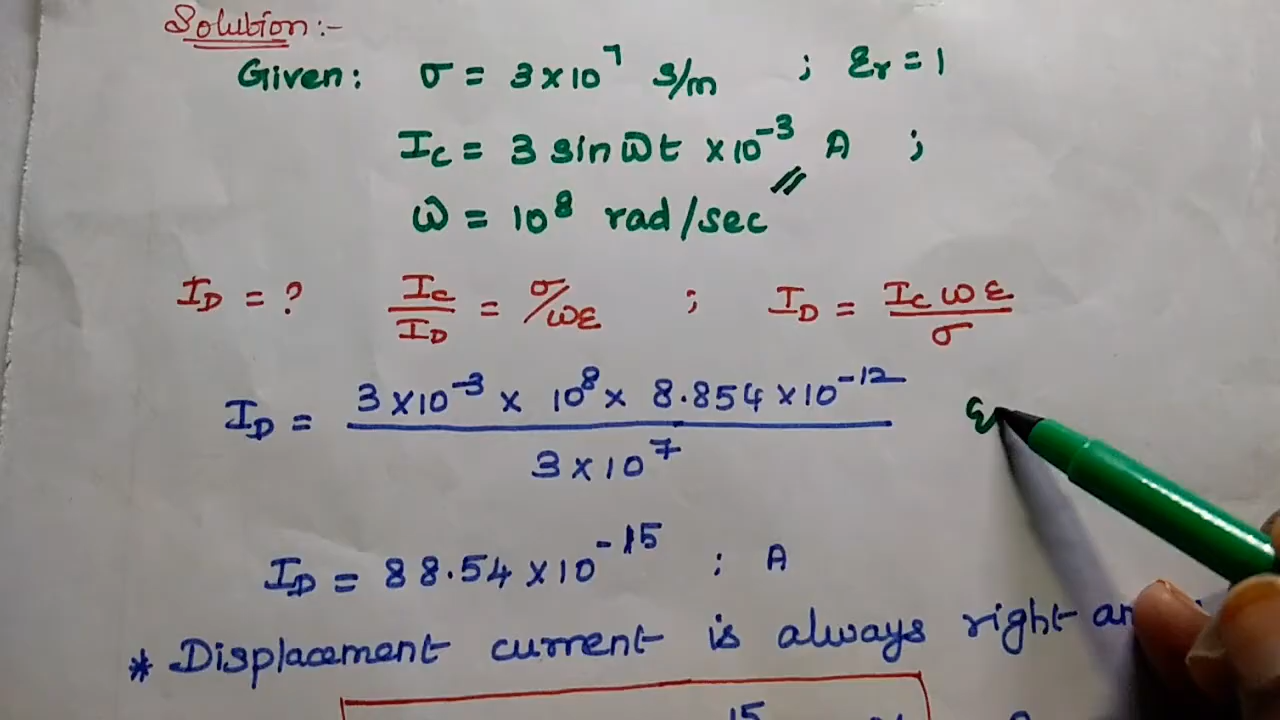 Solution:-
Given: σ = 3×10⁷ S/m ; εr = 1
Ic = 3 sin ωt ×10⁻³ A ;
ω = 10⁸ rad/sec
ID = ? Ic/ID = σ/ωε ; ID = Ic ω ε/σ
ID = 3×10⁻³ × 10⁸ × 8.854×10⁻¹²/3×10⁷ ε
ID = 88.54×10⁻¹⁵ ; A
* Displacement current is always right an